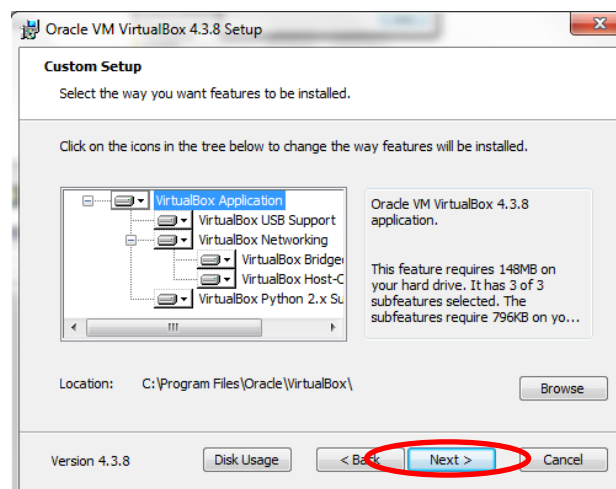 Oracle VM VirtualBox 4.3.8 Setup
Custom Setup
Select the way you want features to be installed.
Click on the icons in the tree below to change the way features will be installed.
VirtualBox Application
VirtualBox USB Support
VirtualBox Networking
VirtualBox Bridge
VirtualBox Host-C
VirtualBox Python 2.x Su
Oracle VM VirtualBox 4.3.8
application.
This feature requires 148MB on
your hard drive. It has 3 of 3
subfeatures selected. The
subfeatures require 796KB on yo...
Location: C:\Program Files\Oracle\VirtualBox\
Browse
Version 4.3.8
Disk Usage
< Back
Next >
Cancel